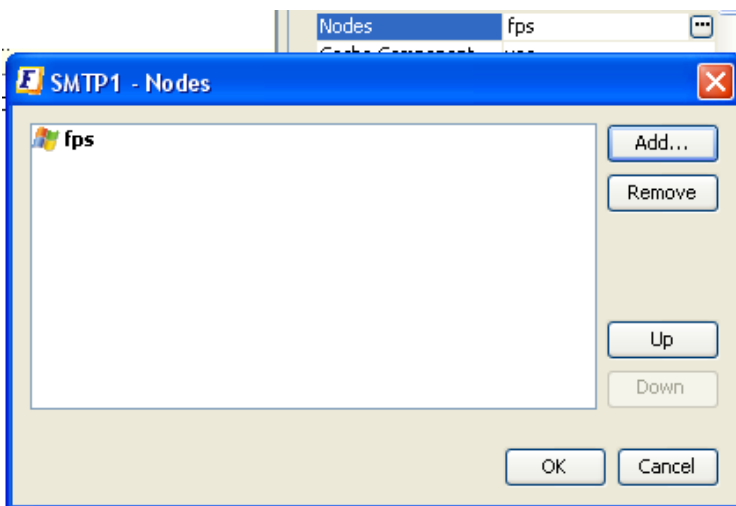 Nodes fps
SMTP1 - Nodes
fps
Add...
Remove
Up
Down
OK Cancel